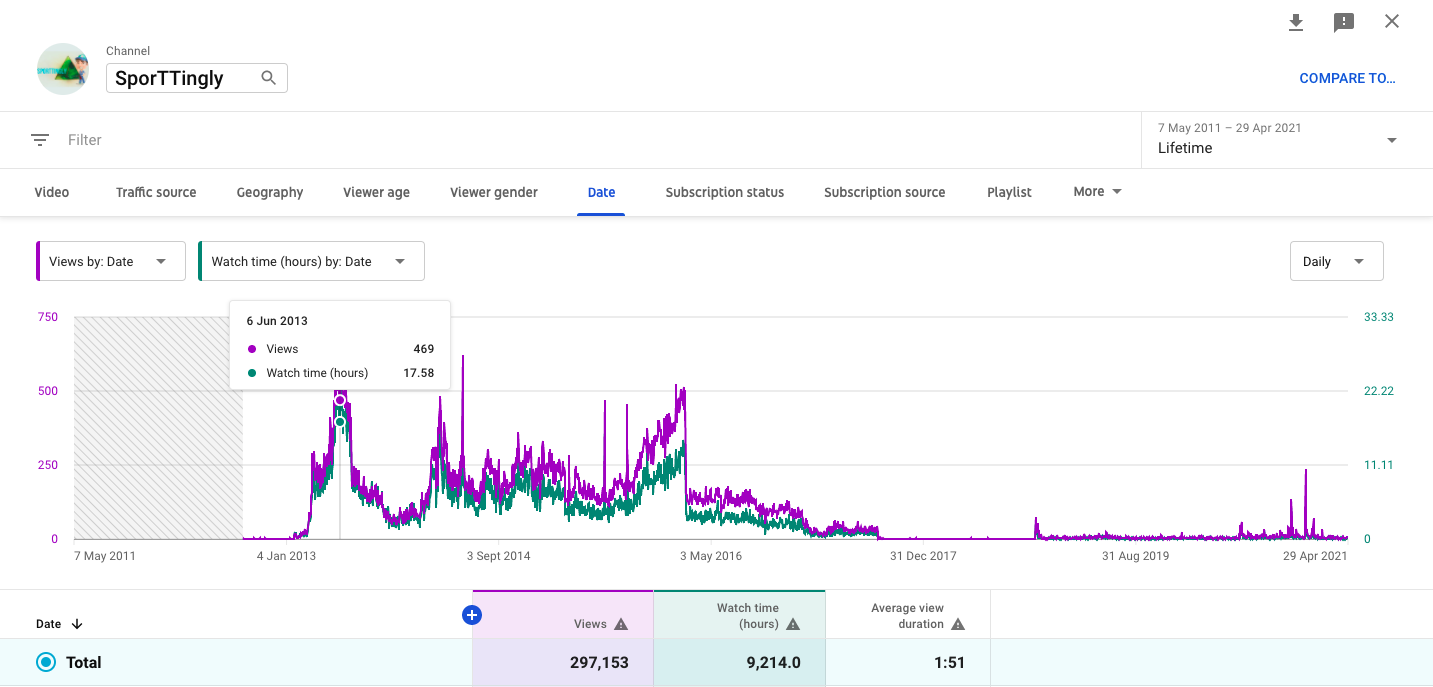 Channel
SporTTingly
COMPARE TO...
Filter
7 May 2011 – 29 Apr 2021
Lifetime
Video Traffic source Geography Viewer age Viewer gender Date Subscription status Subscription source Playlist More
Views by: Date Watch time (hours) by: Date Daily
6 Jun 2013
Views 469
Watch time (hours) 17.58
750 33.33
500 22.22
250 11.11
0 0
7 May 2011 4 Jan 2013 3 Sept 2014 3 May 2016 31 Dec 2017 31 Aug 2019 29 Apr 2021
Date Views Watch time (hours) Average view duration
Total 297,153 9,214.0 1:51